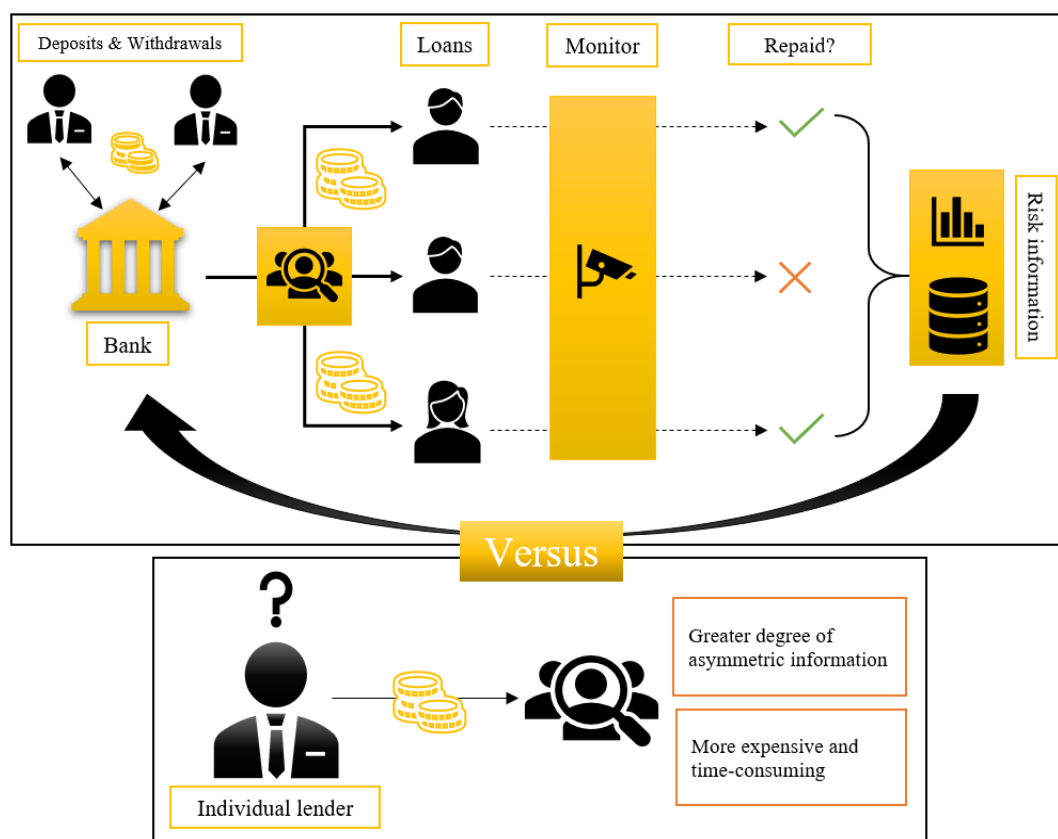 Deposits & Withdrawals
Loans
Monitor
Repaid?
Bank
Risk information
Versus
?
Individual lender
Greater degree of
asymmetric information
More expensive and
time-consuming